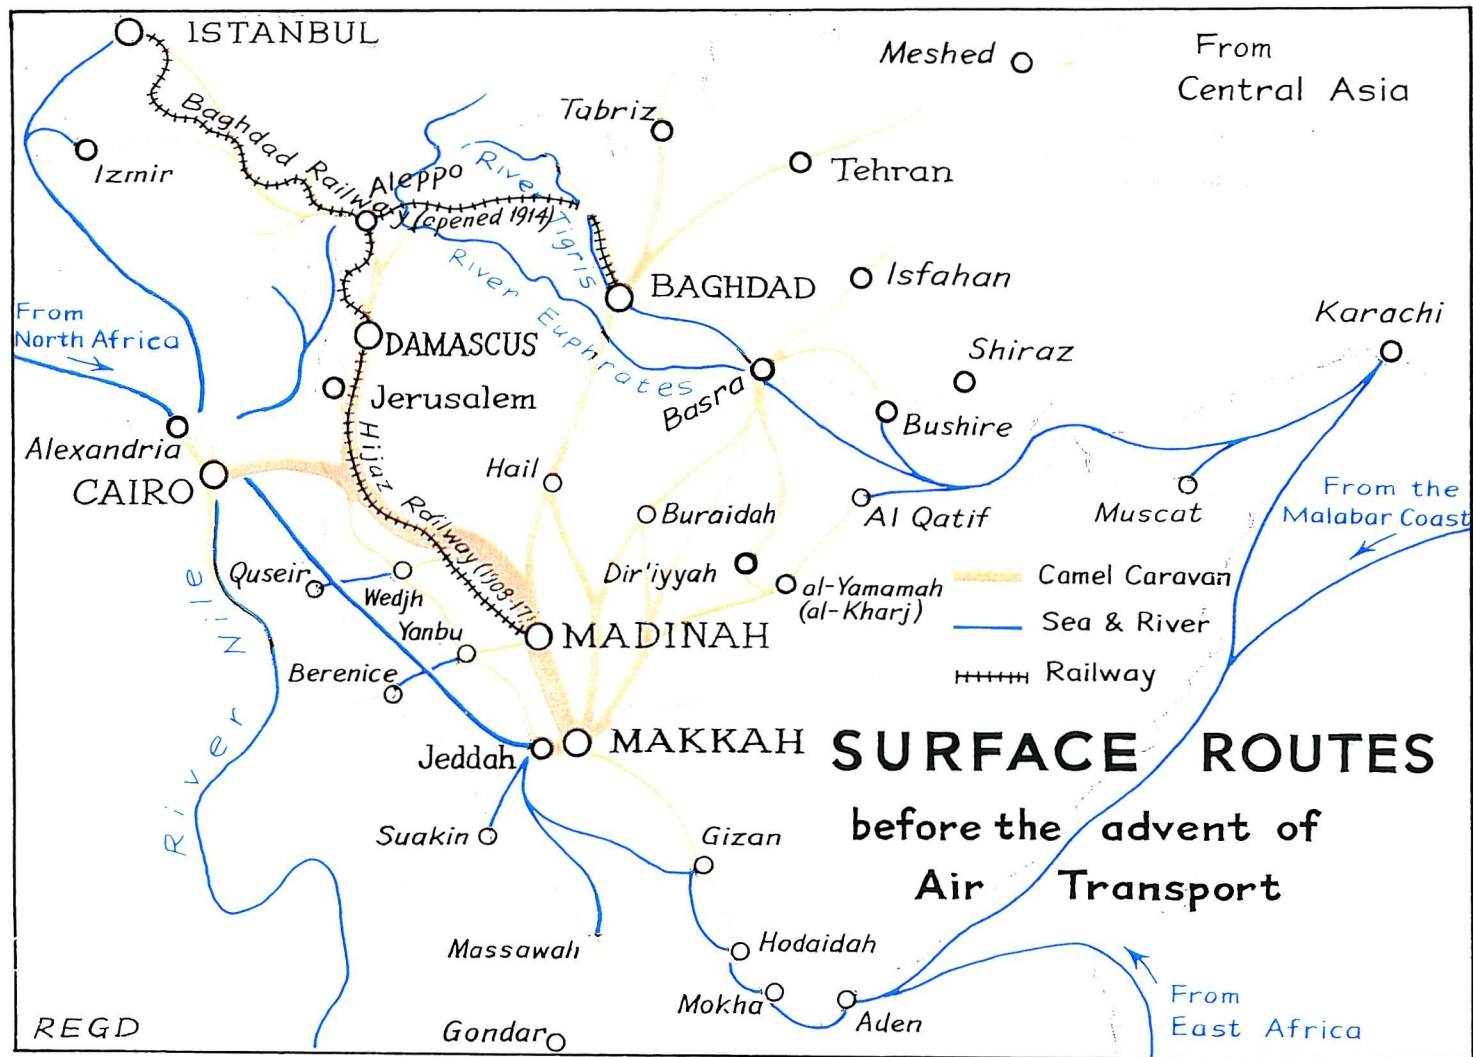 ISTANBUL
Meshed
From
Central Asia
Tabriz
Baghdad Railway (opened 1914)
Izmir
Aleppo
River Tigris
Tehran
River Euphrates
BAGHDAD
Isfahan
From
North Africa
Karachi
DAMASCUS
Shiraz
Jerusalem
Basra
Bushire
Alexandria
CAIRO
Hijaz Railway (1908-17)
Hail
Buraidah
Al Qatif
Muscat
From the
Malabar Coast
Quseir
Wedjh
Dir'iyyah
al-Yamamah
(al-Kharj)
Camel Caravan
Sea & River
Railway
Yanbu
MADINAH
Berenice
River Nile
Jeddah
MAKKAH
SURFACE ROUTES
before the advent of
Air Transport
Suakin
Gizan
Massawah
Hodaidah
Mokha
Aden
From
East Africa
REGD
Gondar